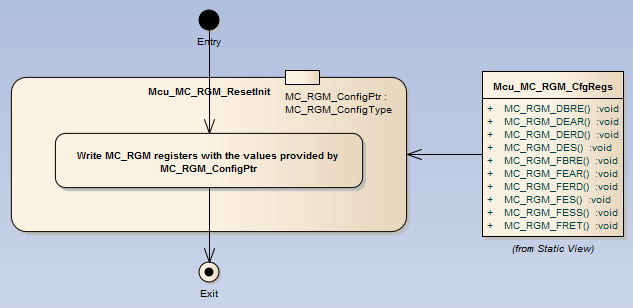 Entry
Mcu_MC_RGM_ResetInit
MC_RGM_ConfigPtr :
MC_RGM_ConfigType
Write MC_RGM registers with the values provided by
MC_RGM_ConfigPtr
Exit
Mcu_MC_RGM_CfgRegs
+ MC_RGM_DBRE() :void
+ MC_RGM_DEAR() :void
+ MC_RGM_DERD() :void
+ MC_RGM_DES() :void
+ MC_RGM_FBRE() :void
+ MC_RGM_FEAR() :void
+ MC_RGM_FERD() :void
+ MC_RGM_FES() :void
+ MC_RGM_FESS() :void
+ MC_RGM_FRET() :void
(from Static View)